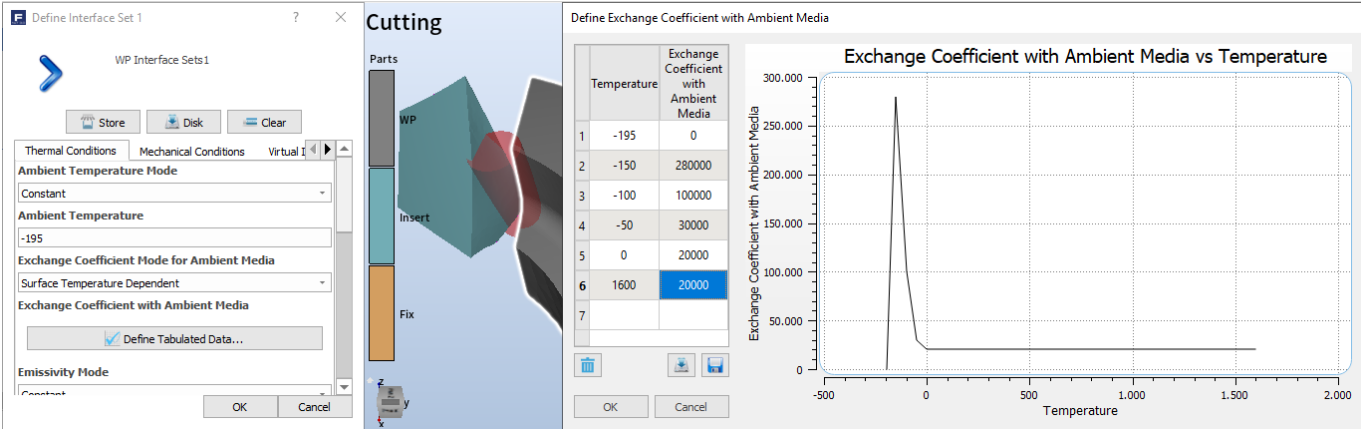 Define Interface Set 1
?
WP Interface Sets1
Store
Disk
Clear
Thermal Conditions
Mechanical Conditions
Virtual I
Ambient Temperature Mode
Constant
Ambient Temperature
-195
Exchange Coefficient Mode for Ambient Media
Surface Temperature Dependent
Exchange Coefficient with Ambient Media
Define Tabulated Data...
Emissivity Mode
Constant
OK
Cancel
Cutting
Parts
WP
Insert
Fix
z
y
x
Define Exchange Coefficient with Ambient Media
Temperature
Exchange
Coefficient
with
Ambient
Media
1 -195 0
2 -150 280000
3 -100 100000
4 -50 30000
5 0 20000
6 1600 20000
7
OK
Cancel
Exchange Coefficient with Ambient Media vs Temperature
Exchange Coefficient with Ambient Media
300.000
250.000
200.000
150.000
100.000
50.000
0
-500 0 500 1.000 1.500 2.000
Temperature